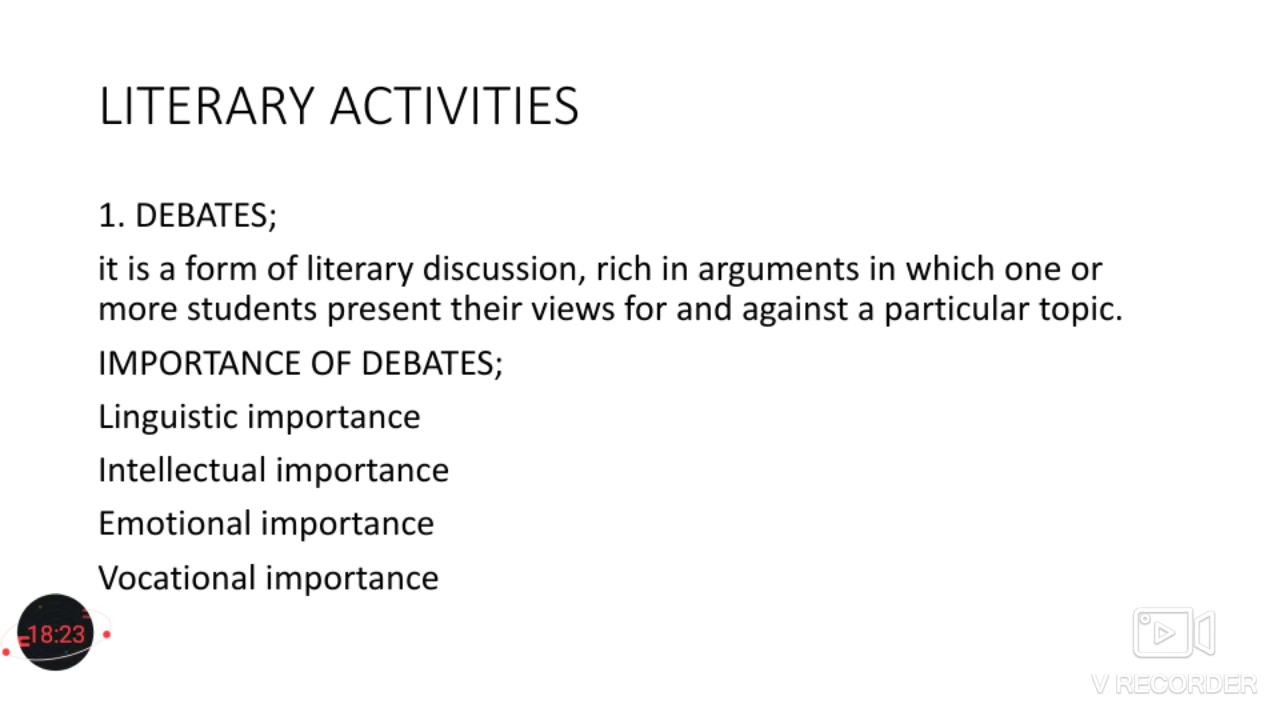 LITERARY ACTIVITIES
1. DEBATES;
it is a form of literary discussion, rich in arguments in which one or
more students present their views for and against a particular topic.
IMPORTANCE OF DEBATES;
Linguistic importance
Intellectual importance
Emotional importance
Vocational importance
18:23
V RECORDER